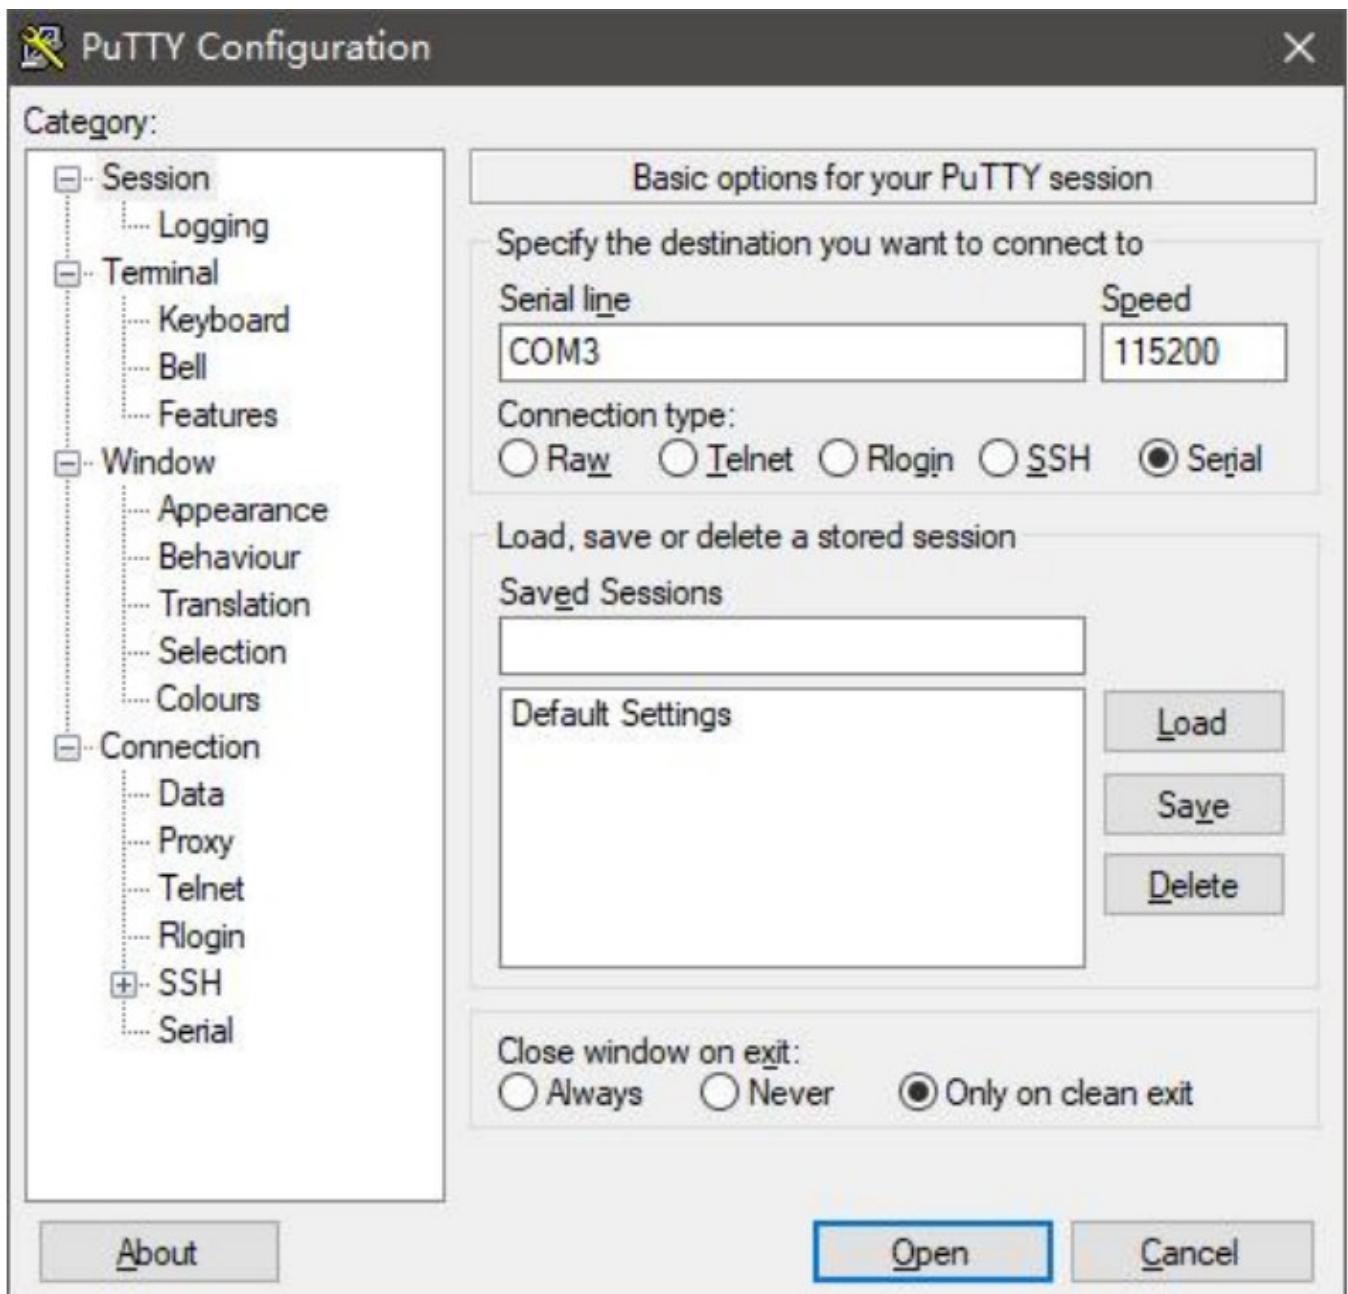 PuTTY Configuration
Category:
Session
Logging
Terminal
Keyboard
Bell
Features
Window
Appearance
Behaviour
Translation
Selection
Colours
Connection
Data
Proxy
Telnet
Rlogin
SSH
Serial
Basic options for your PuTTY session
Specify the destination you want to connect to
Serial line Speed
COM3 115200
Connection type:
Raw Telnet Rlogin SSH Serial
Load, save or delete a stored session
Saved Sessions
Default Settings
Load
Save
Delete
Close window on exit:
Always Never Only on clean exit
About Open Cancel